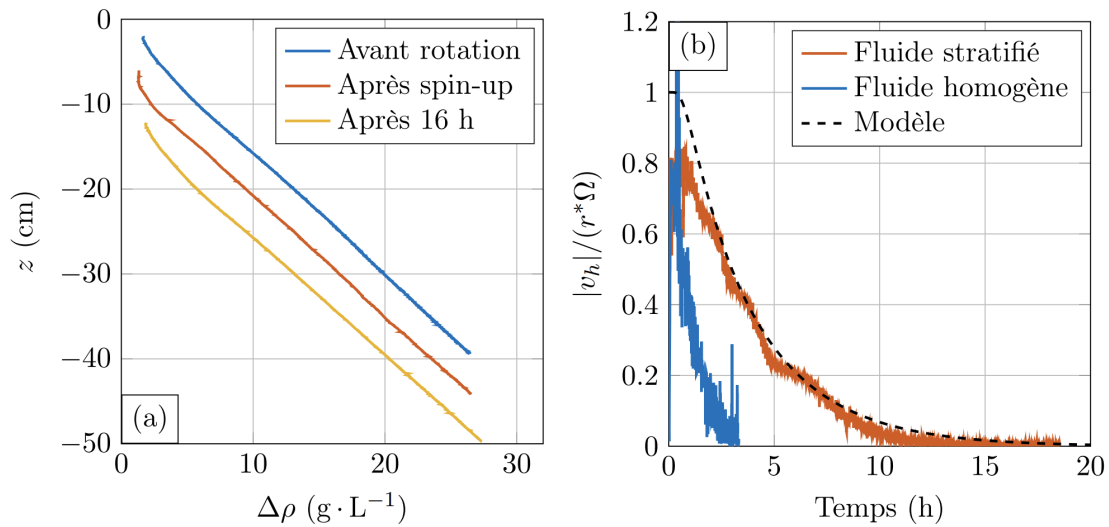 0
−10
−20
−30
−40
−50
z (cm)
0
10
20
30
Δρ (g · L⁻¹)
Avant rotation
Après spin-up
Après 16 h
(a)
1.2
1
0.8
0.6
0.4
0.2
0
|v_h|/(r*Ω)
0
5
10
15
20
Temps (h)
(b)
Fluide stratifié
Fluide homogène
Modèle